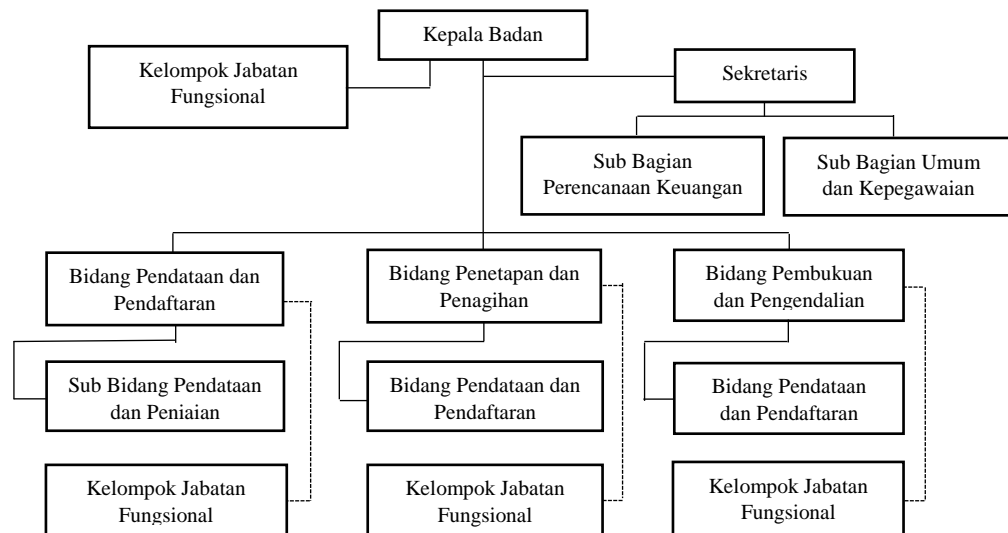 Kepala Badan
Kelompok Jabatan
Fungsional
Sekretaris
Sub Bagian
Perencanaan Keuangan
Sub Bagian Umum
dan Kepegawaian
Bidang Pendataan dan
Pendaftaran
Bidang Penetapan dan
Penagihan
Bidang Pembukuan
dan Pengendalian
Sub Bidang Pendataan
dan Peniaian
Bidang Pendataan dan
Pendaftaran
Bidang Pendataan
dan Pendaftaran
Kelompok Jabatan
Fungsional
Kelompok Jabatan
Fungsional
Kelompok Jabatan
Fungsional